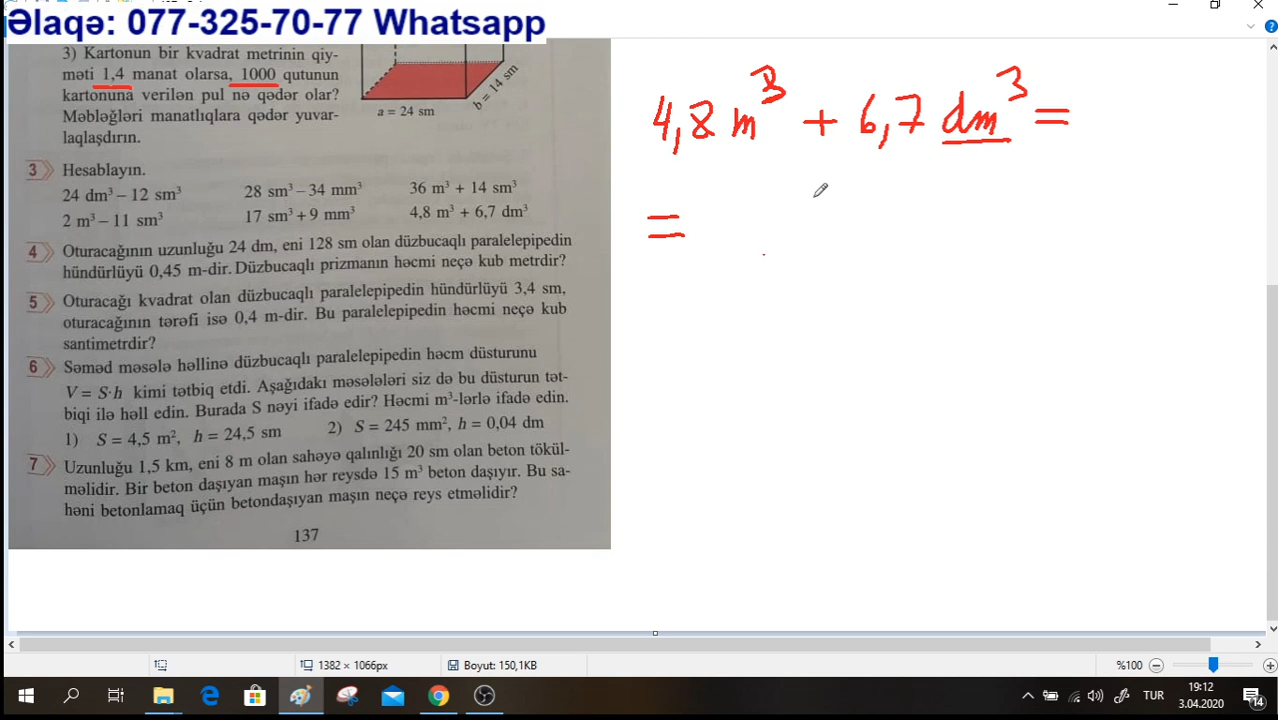 Əlaqə: 077-325-70-77 Whatsapp
3) Kartonun bir kvadrat metrinin qiy-
məti 1,4 manat olarsa, 1000 qutunun
kartonuna verilən pul nə qədər olar?
Məbləğləri manatlıqlara qədər yuvar-
laqlaşdırın.
a = 24 sm
b = 14 sm
3 Hesablayın.
24 dm³ – 12 sm³ 28 sm³ – 34 mm³ 36 m³ + 14 sm³
2 m³ – 11 sm³ 17 sm³ + 9 mm³ 4,8 m³ + 6,7 dm³
4 Oturacağının uzunluğu 24 dm, eni 128 sm olan düzbucaqlı paralelepipedin
hündürlüyü 0,45 m-dir. Düzbucaqlı prizmanın həcmi neçə kub metrdir?
5 Oturacağı kvadrat olan düzbucaqlı paralelepipedin hündürlüyü 3,4 sm,
oturacağının tərəfi isə 0,4 m-dir. Bu paralelepipedin həcmi neçə kub
santimetrdir?
6 Səməd məsələ həllinə düzbucaqlı paralelepipedin həcm düsturunu
V = S·h kimi tətbiq etdi. Aşağıdakı məsələləri siz də bu düsturun tət-
biqi ilə həll edin. Burada S nəyi ifadə edir? Həcmi m³-lərlə ifadə edin.
1) S = 4,5 m², h = 24,5 sm 2) S = 245 mm², h = 0,04 dm
7 Uzunluğu 1,5 km, eni 8 m olan sahəyə qalınlığı 20 sm olan beton tökül-
məlidir. Bir beton daşıyan maşın hər reysdə 15 m³ beton daşıyır. Bu sa-
həni betonlamaq üçün betondaşıyan maşın neçə reys etməlidir?
137
4,8 m³ + 6,7 dm³ =
=
1382 × 1066px
Boyut: 150,1KB
%100
TUR
19:12
3.04.2020
14